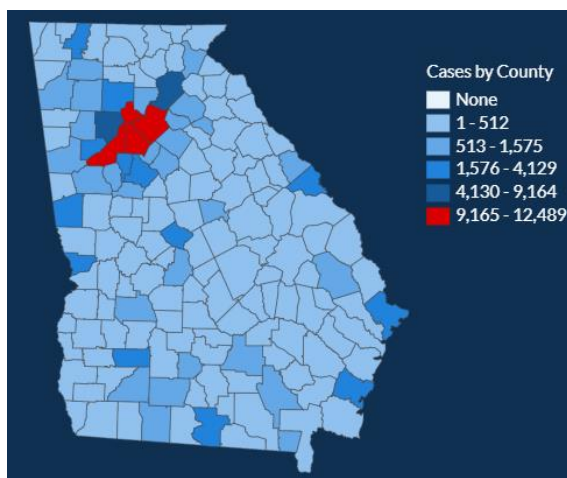 Cases by County
None
1 - 512
513 - 1,575
1,576 - 4,129
4,130 - 9,164
9,165 - 12,489